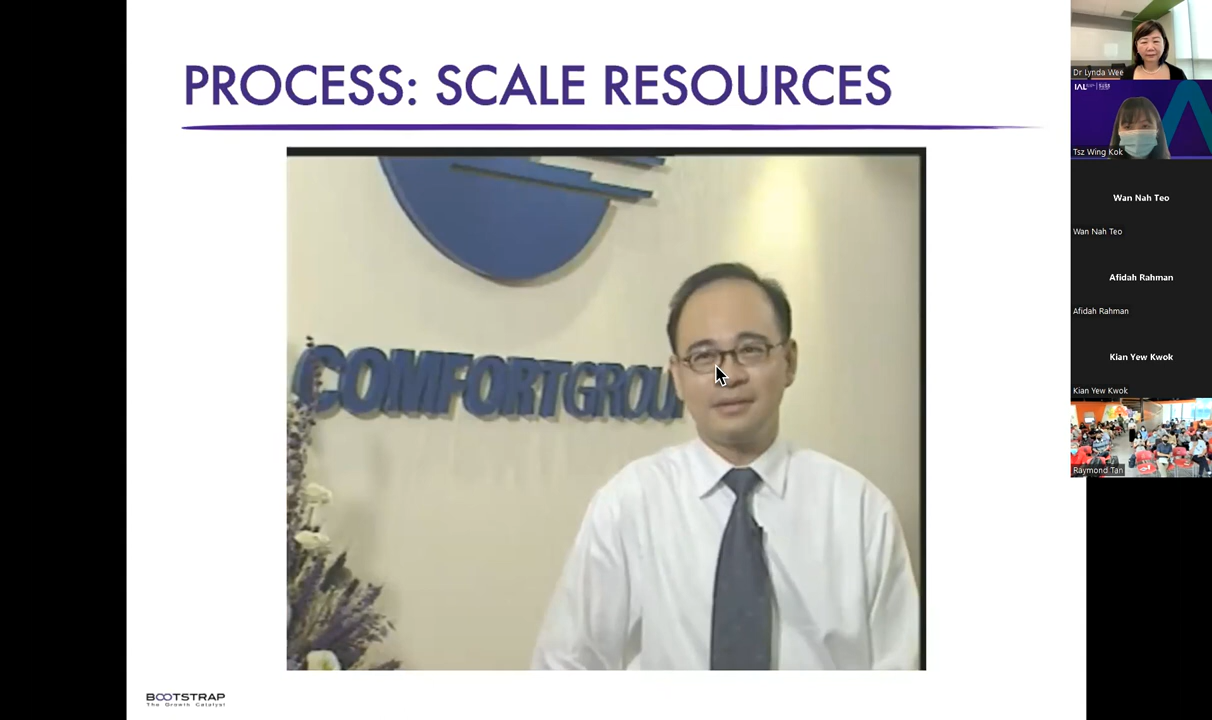 PROCESS: SCALE RESOURCES
COMFORTGROU
BOOTSTRAP
The Growth Catalyst
Dr Lynda Wee
IAL
Tsz Wing Kok
Wan Nah Teo
Wan Nah Teo
Afidah Rahman
Afidah Rahman
Kian Yew Kwok
Kian Yew Kwok
Raymond Tan